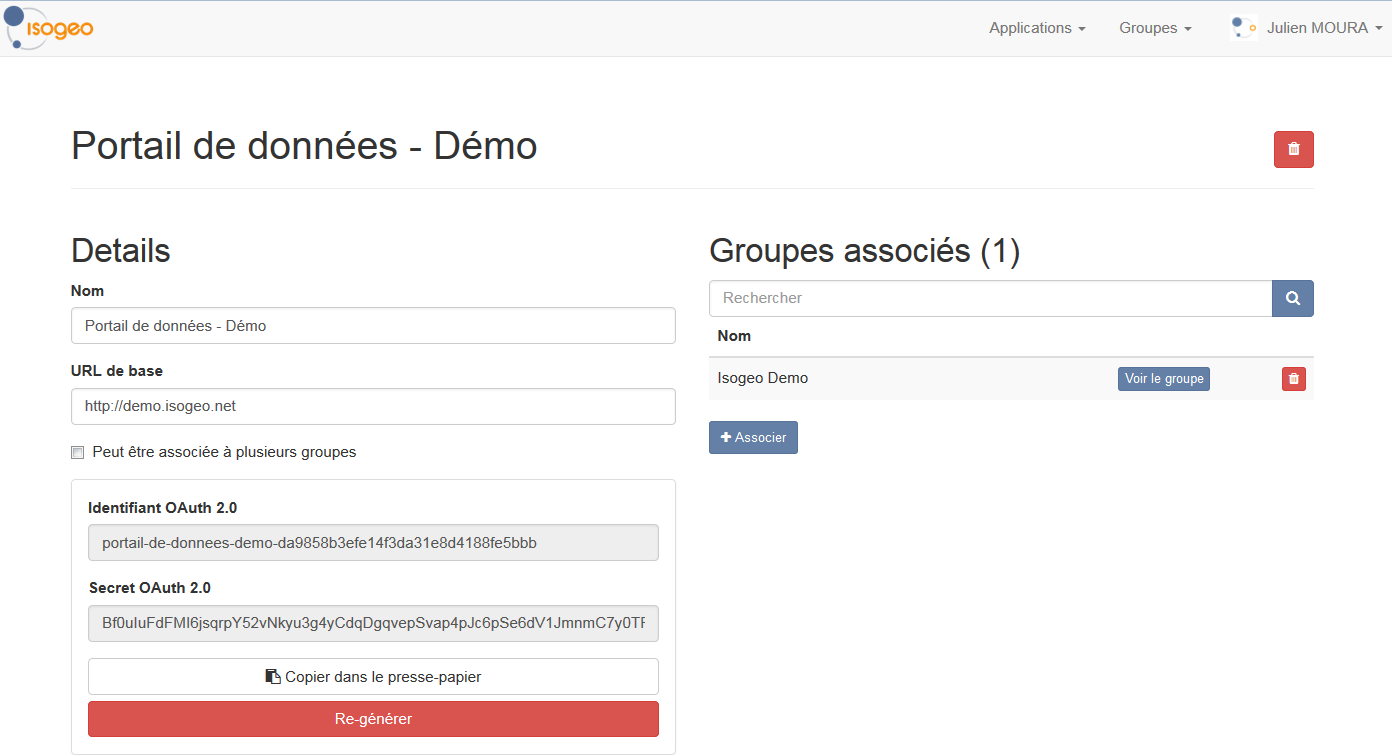 isogeo
Applications
Groupes
Julien MOURA
Portail de données - Démo
Details
Nom
Portail de données - Démo
URL de base
http://demo.isogeo.net
Peut être associée à plusieurs groupes
Identifiant OAuth 2.0
portail-de-donnees-demo-da9858b3efe14f3da31e8d4188fe5bbb
Secret OAuth 2.0
Bf0uIuFdFMI6jsqrpY52vNkyu3g4yCdqDgqvepSvap4pJc6pSe6dV1JmnmC7y0TF
Copier dans le presse-papier
Re-générer
Groupes associés (1)
Rechercher
Nom
Isogeo Demo
Voir le groupe
Associer